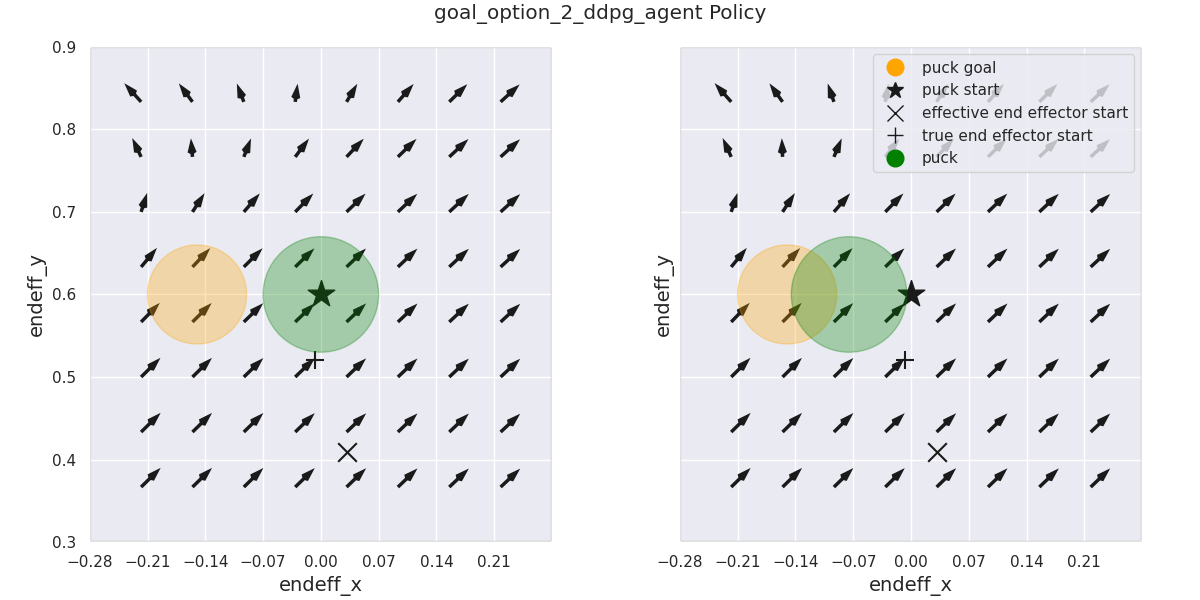 goal_option_2_ddpg_agent Policy
0.9
0.8
0.7
0.6
0.5
0.4
0.3
endeff_y
−0.28 −0.21 −0.14 −0.07 0.00 0.07 0.14 0.21
endeff_x
puck goal
puck start
effective end effector start
true end effector start
puck
endeff_y
−0.28 −0.21 −0.14 −0.07 0.00 0.07 0.14 0.21
endeff_x